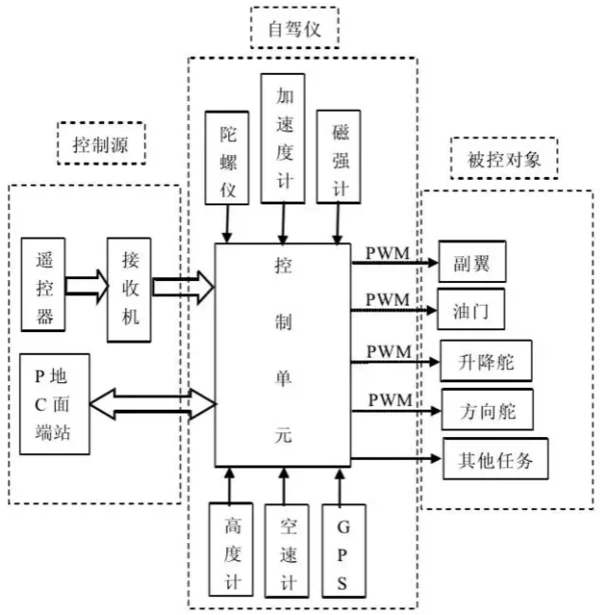 自驾仪
控制源
被控对象
陀螺仪
加速度计
磁强计
遥控器
接收机
P地
C面
端站
控制单元
PWM
副翼
PWM
油门
PWM
升降舵
PWM
方向舵
其他任务
高度计
空速计
GPS